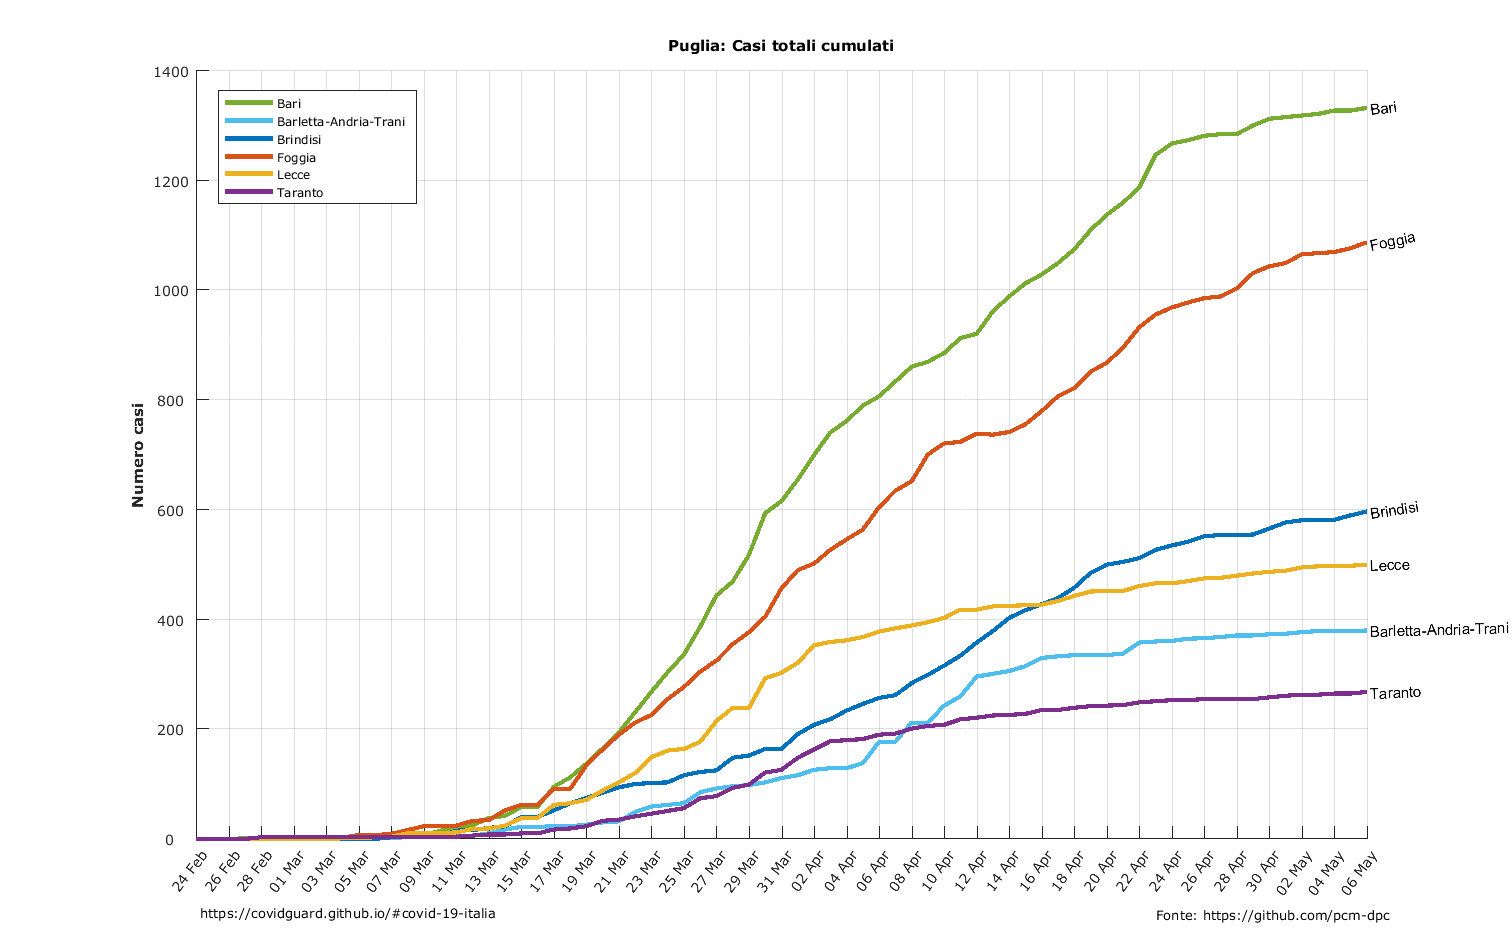 Puglia: Casi totali cumulati
1400
1200
1000
800
600
400
200
0
Numero casi
Bari
Barletta-Andria-Trani
Brindisi
Foggia
Lecce
Taranto
Bari
Foggia
Brindisi
Lecce
Barletta-Andria-Trani
Taranto
24 Feb
26 Feb
28 Feb
01 Mar
03 Mar
05 Mar
07 Mar
09 Mar
11 Mar
13 Mar
15 Mar
17 Mar
19 Mar
21 Mar
23 Mar
25 Mar
27 Mar
29 Mar
31 Mar
02 Apr
04 Apr
06 Apr
08 Apr
10 Apr
12 Apr
14 Apr
16 Apr
18 Apr
20 Apr
22 Apr
24 Apr
26 Apr
28 Apr
30 Apr
02 May
04 May
06 May
https://covidguard.github.io/#covid-19-italia
Fonte: https://github.com/pcm-dpc